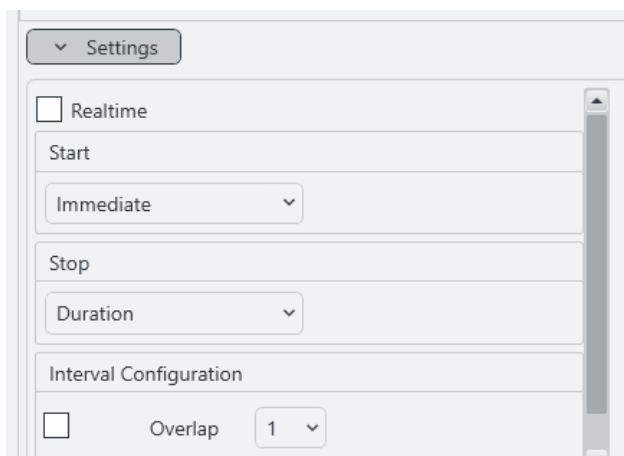 Settings
Realtime
Start
Immediate
Stop
Duration
Interval Configuration
Overlap 1